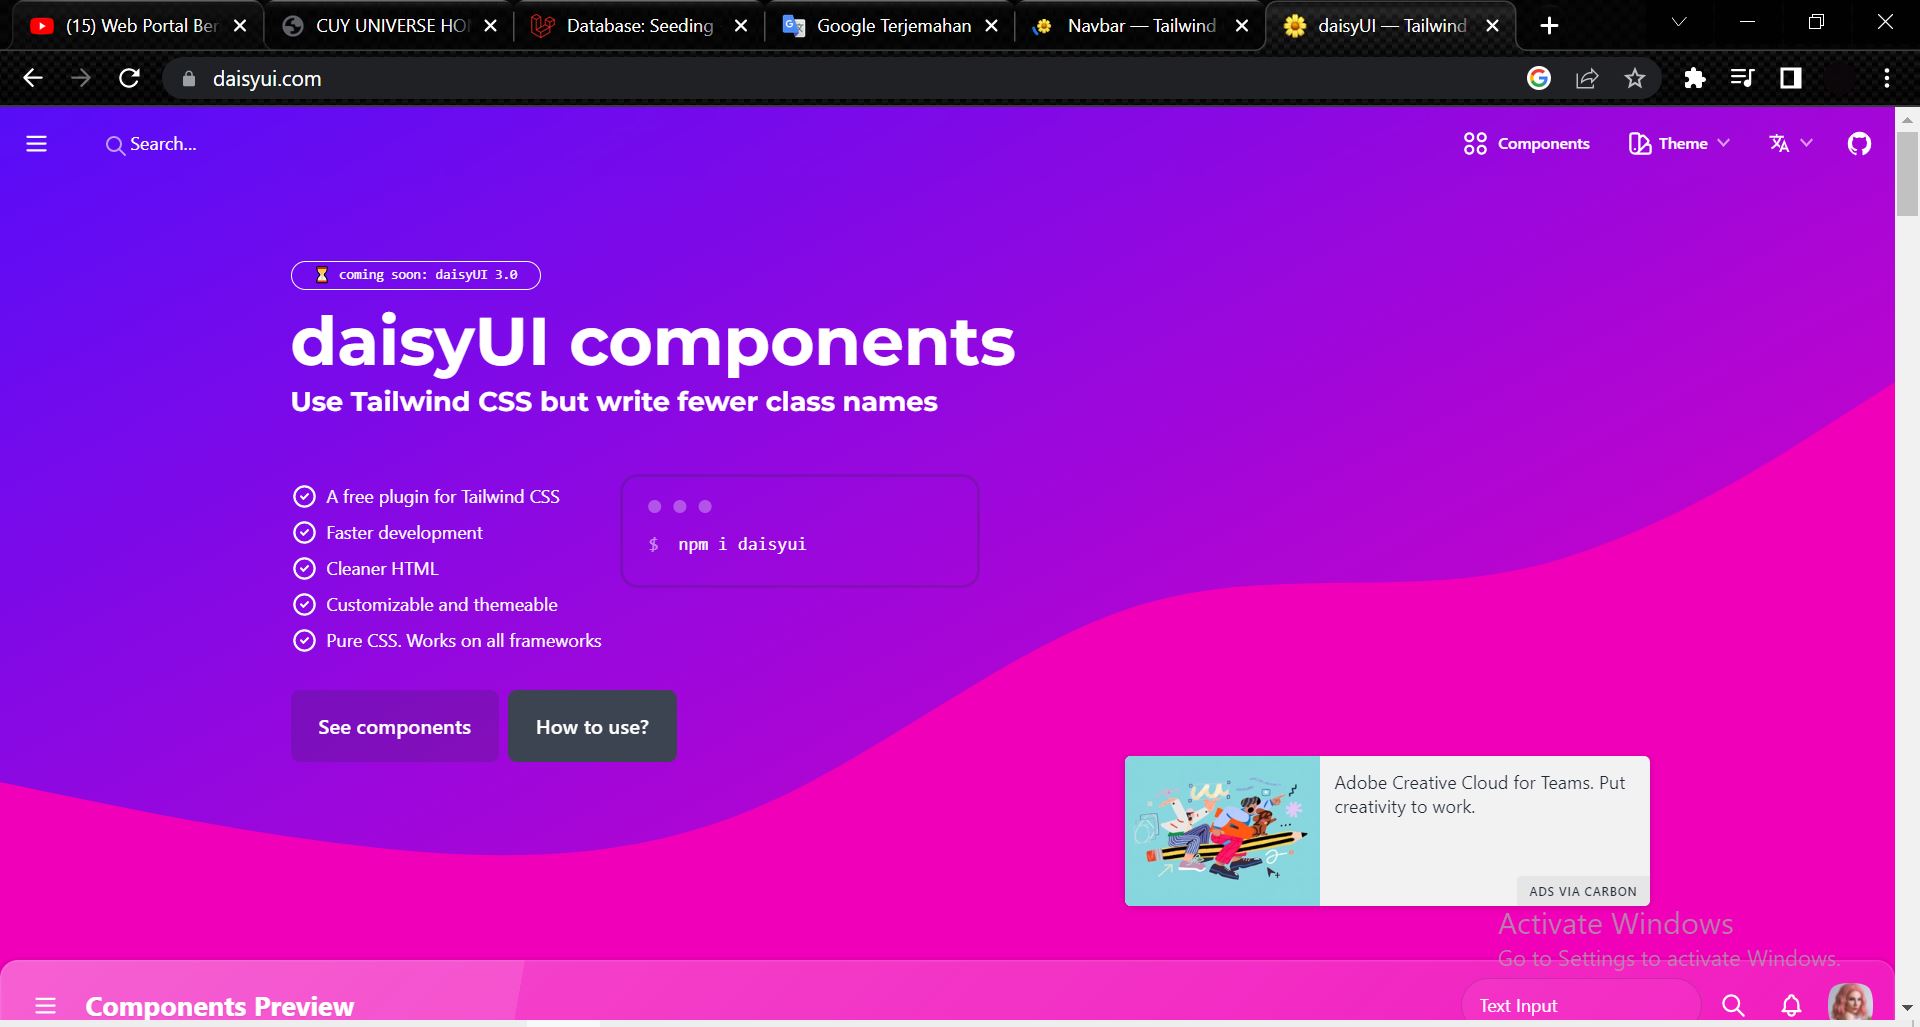 (15) Web Portal Ber
CUY UNIVERSE HO
Database: Seeding
Google Terjemahan
Navbar — Tailwind
daisyUI — Tailwind
daisyui.com
Search...
Components
Theme
coming soon: daisyUI 3.0
daisyUI components
Use Tailwind CSS but write fewer class names
A free plugin for Tailwind CSS
Faster development
Cleaner HTML
Customizable and themeable
Pure CSS. Works on all frameworks
$ npm i daisyui
See components
How to use?
Adobe Creative Cloud for Teams. Put
creativity to work.
ADS VIA CARBON
Activate Windows
Go to Settings to activate Windows.
Components Preview
Text Input